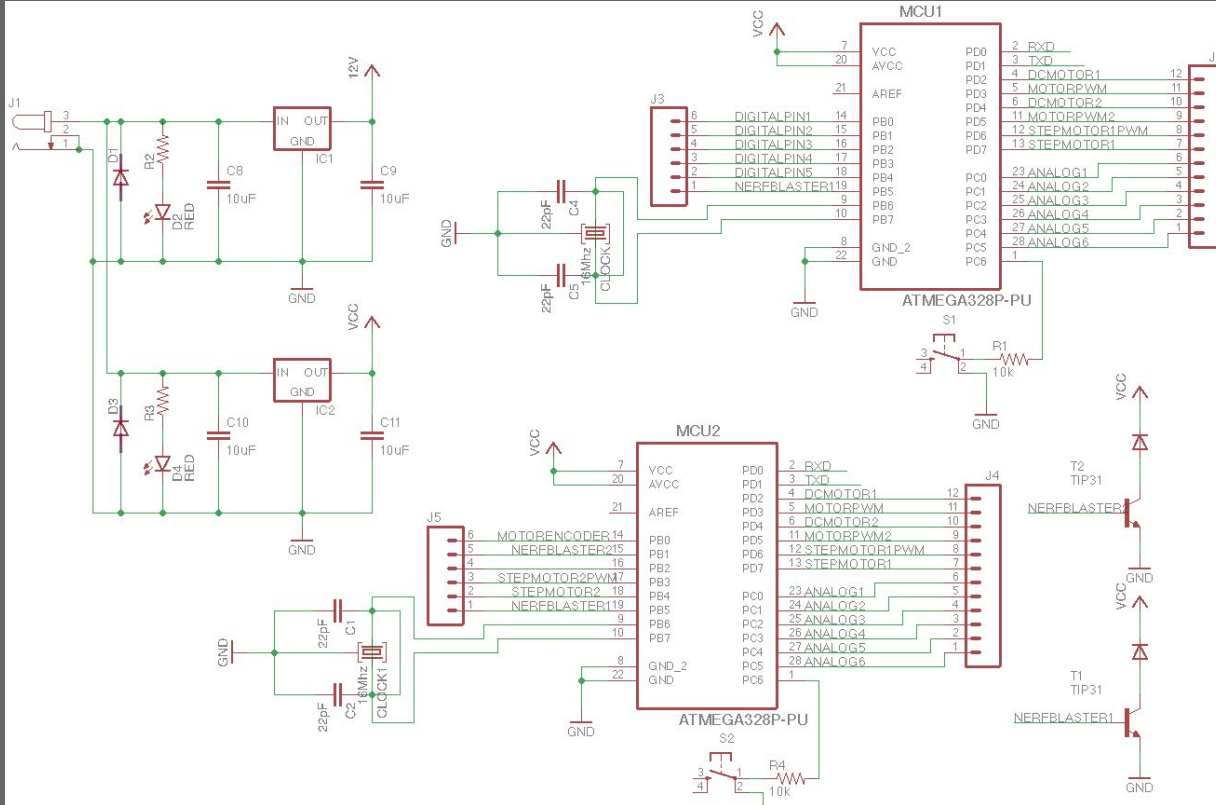 J1
3
2
1
D1
R2
D2
RED
C8
10uF
IN OUT
GND
IC1
12V
C9
10uF
GND
D3
R3
D4
RED
C10
10uF
IN OUT
GND
IC2
VCC
C11
10uF
GND
MCU1
VCC
7 VCC
20 AVCC
21 AREF
14 PB0
15 PB1
16 PB2
17 PB3
18 PB4
19 PB5
9 PB6
10 PB7
8 GND_2
22 GND
PD0 2 RXD
PD1 3 TXD
PD2 4 DCMOTOR1 12
PD3 5 MOTORPWM 11
PD4 6 DCMOTOR2 10
PD5 11 MOTORPWM2 9
PD6 12 STEPMOTOR1PWM 8
PD7 13 STEPMOTOR1 7
6
PC0 23 ANALOG1 5
PC1 24 ANALOG2 4
PC2 25 ANALOG3 3
PC3 26 ANALOG4 2
PC4 27 ANALOG5 1
PC5 28 ANALOG6
PC6 1
ATMEGA328P-PU
J3
6 DIGITALPIN1
5 DIGITALPIN2
4 DIGITALPIN3
3 DIGITALPIN4
2 DIGITALPIN5
1 NERFBLASTER1
GND
22pF
C4
22pF
C5
16Mhz
CLOCK
GND
S1
3 1
4 2
R1
10k
GND
MCU2
VCC
7 VCC
20 AVCC
21 AREF
14 PB0
15 PB1
16 PB2
17 PB3
18 PB4
19 PB5
9 PB6
10 PB7
8 GND_2
22 GND
PD0 2 RXD
PD1 3 TXD
PD2 4 DCMOTOR1 12
PD3 5 MOTORPWM 11
PD4 6 DCMOTOR2 10
PD5 11 MOTORPWM2 9
PD6 12 STEPMOTOR1PWM 8
PD7 13 STEPMOTOR1 7
6
PC0 23 ANALOG1 5
PC1 24 ANALOG2 4
PC2 25 ANALOG3 3
PC3 26 ANALOG4 2
PC4 27 ANALOG5 1
PC5 28 ANALOG6
PC6 1
ATMEGA328P-PU
J4
J5
6 MOTORENCODER
5 NERFBLASTER2
4
3 STEPMOTOR2PWM
2 STEPMOTOR2
1 NERFBLASTER1
GND
22pF
C1
22pF
C2
16Mhz
CLOCK1
GND
S2
3 1
4 2
R4
10k
VCC
T2
TIP31
NERFBLASTER2
GND
VCC
T1
TIP31
NERFBLASTER1
GND